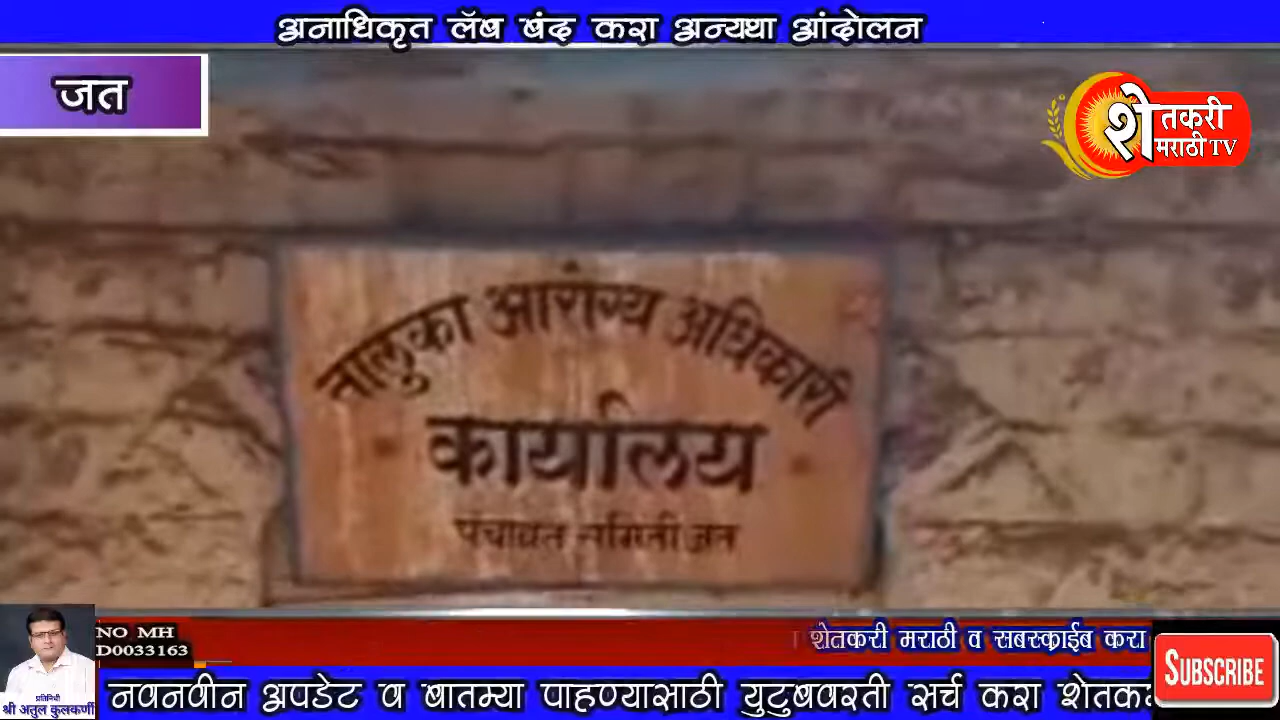 अनाधिकृत लॅब बंद करा अन्यथा आंदोलन
जत
शेतकरी
मराठी TV
तालुका आरोग्य अधिकारी
कार्यालय
पंचायत समिती जत
NO MH
D0033163
शेतकरी मराठी व सबस्क्राईब करा
SUBSCRIBE
प्रतिनिधी
श्री अतुल कुलकर्णी
नवनवीन अपडेट व बातम्या पाहण्यासाठी युटुबवरती सर्च करा